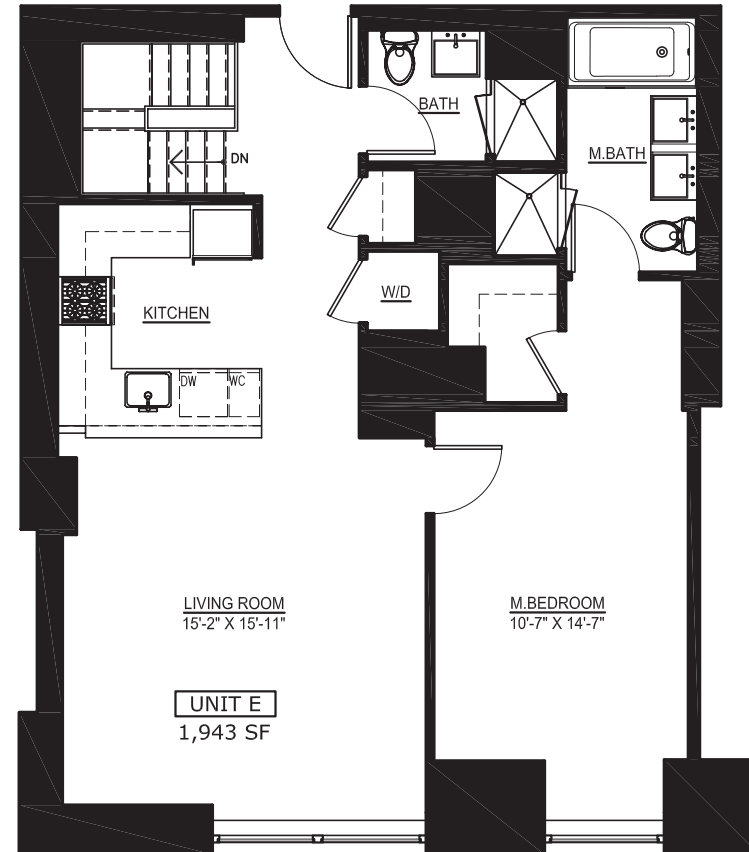 BATH
M.BATH
DN
W/D
KITCHEN
DW WC
LIVING ROOM
15'-2" X 15'-11"
M.BEDROOM
10'-7" X 14'-7"
UNIT E
1,943 SF